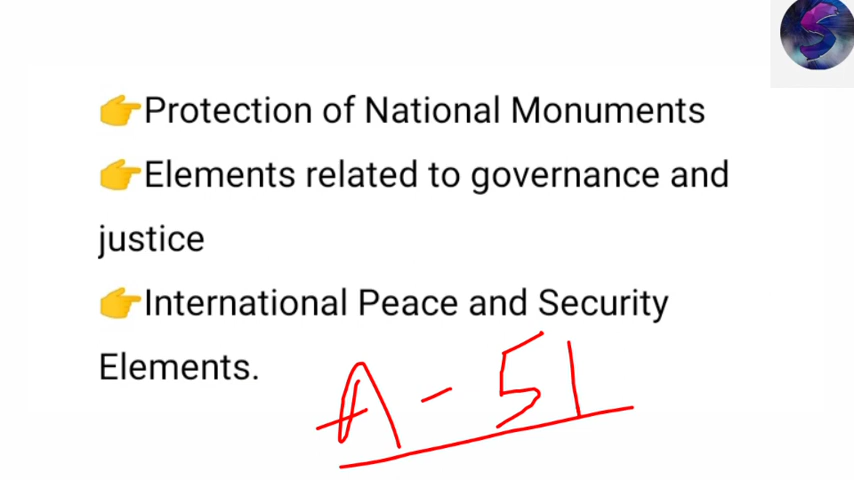 👉Protection of National Monuments
👉Elements related to governance and
justice
👉International Peace and Security
Elements.
A - 51